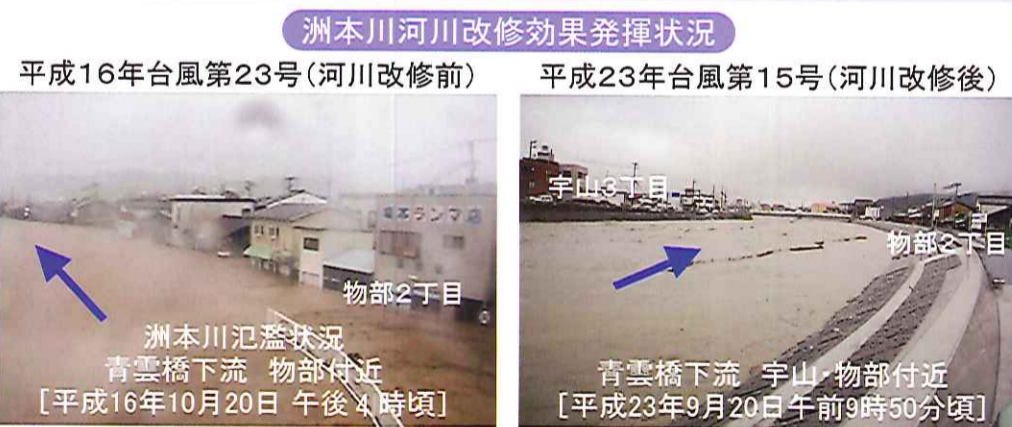 洲本川河川改修効果発揮状況
平成16年台風第23号(河川改修前)
平成23年台風第15号(河川改修後)
ランマ店
物部2丁目
洲本川氾濫状況
青雲橋下流 物部付近
[平成16年10月20日 午後4時頃]
宇山3丁目
物部2丁目
青雲橋下流 宇山・物部付近
[平成23年9月20日午前9時50分頃]